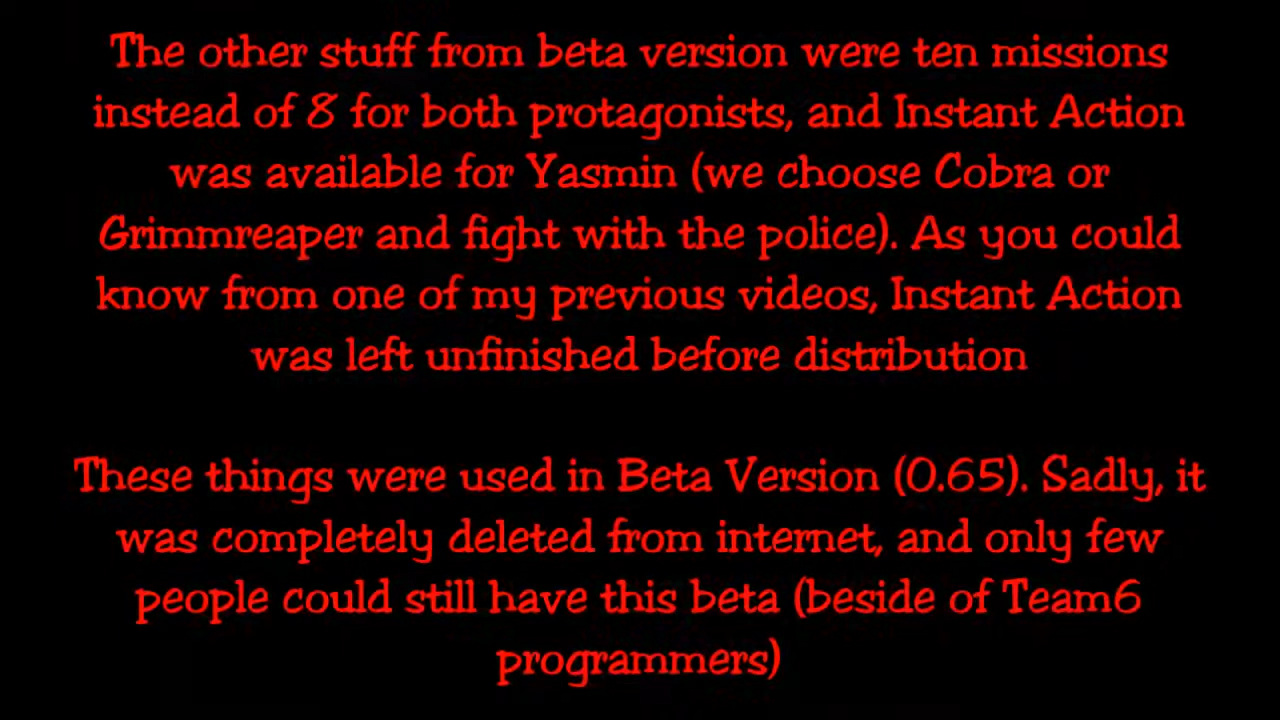 The other stuff from beta version were ten missions
instead of 8 for both protagonists, and Instant Action
was available for Yasmin (we choose Cobra or
Grimmreaper and fight with the police). As you could
know from one of my previous videos, Instant Action
was left unfinished before distribution
These things were used in Beta Version (0.65). Sadly, it
was completely deleted from internet, and only few
people could still have this beta (beside of Team6
programmers)